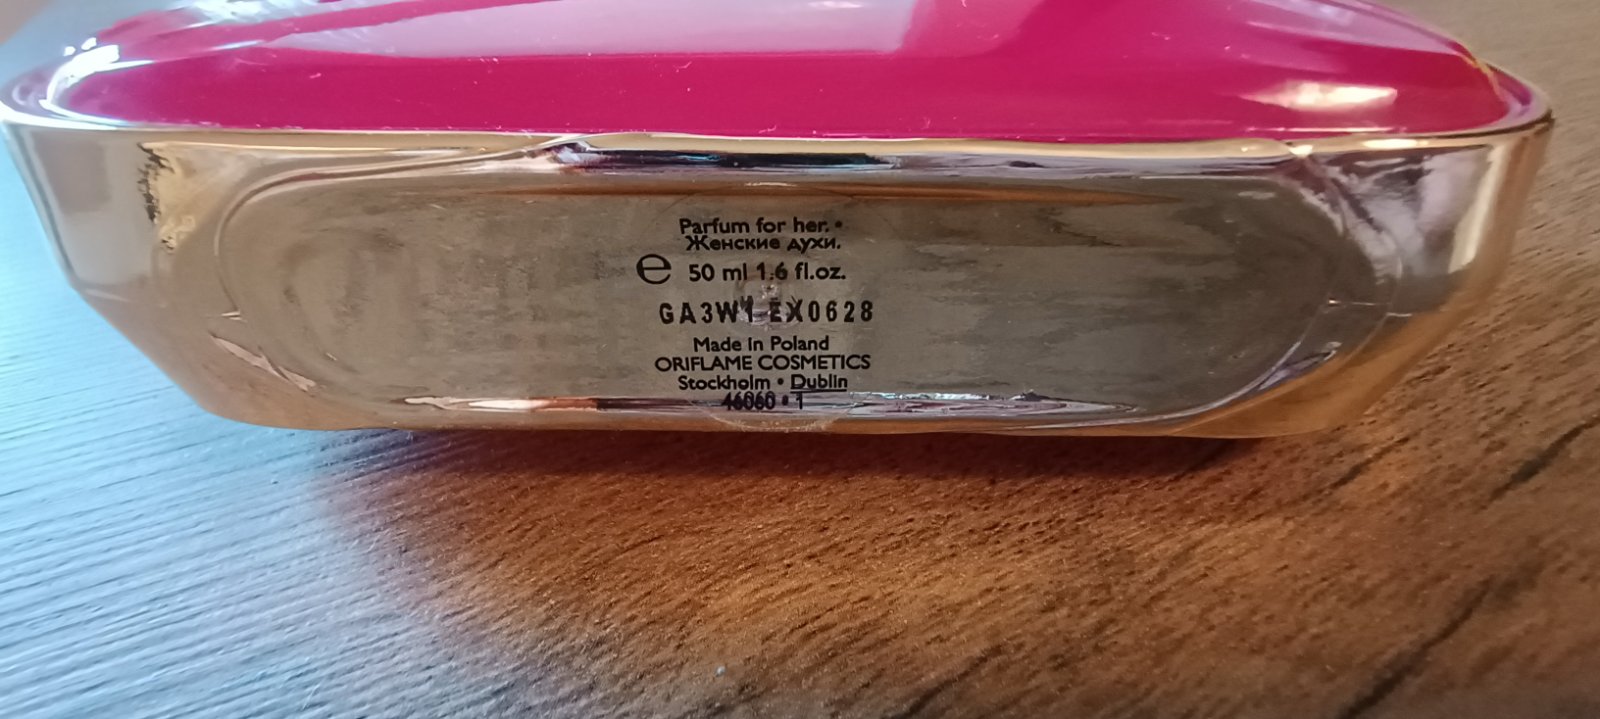 Parfum for her. •
Женские духи.
℮ 50 ml 1.6 fl.oz.
GA3W1 EX0628
Made in Poland
ORIFLAME COSMETICS
Stockholm • Dublin
46060 • 1